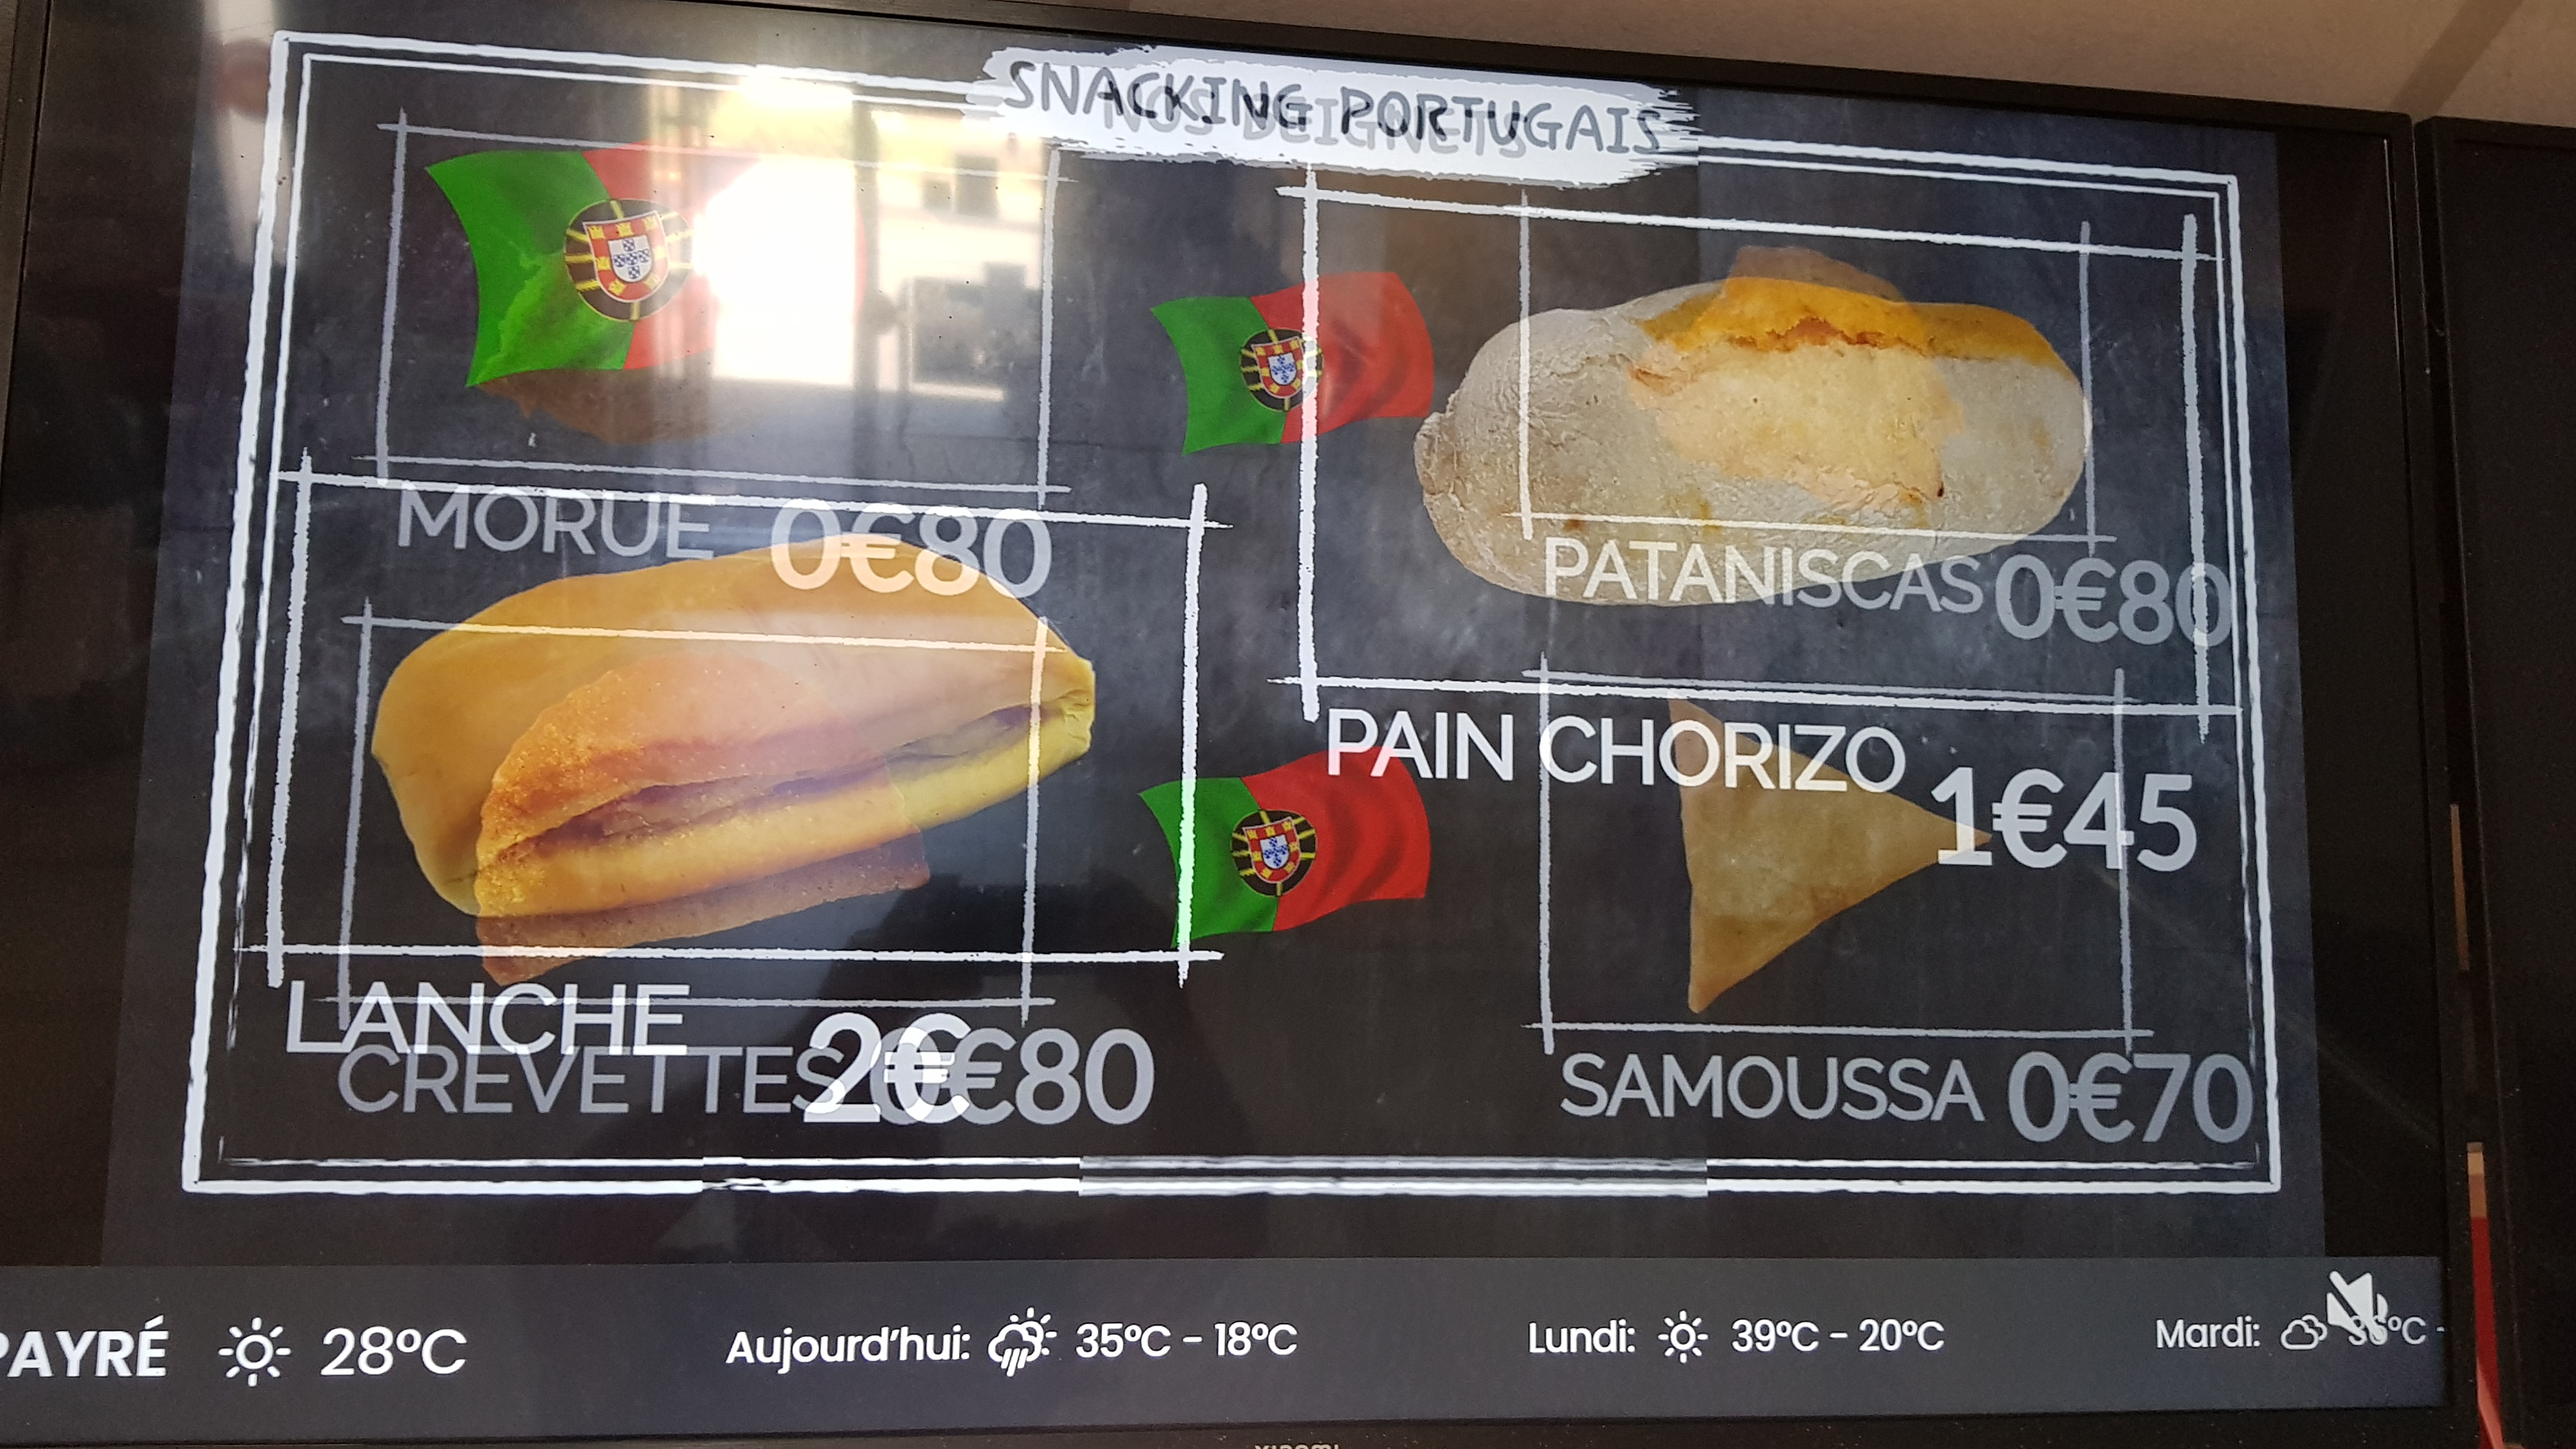 SNACKING PORTUGAIS
NOS BEIGNETS
MORUE 0€80
PATANISCAS 0€80
PAIN CHORIZO 1€45
LANCHE 2€
CREVETTES 0€80
SAMOUSSA 0€70
PAYRÉ 28°C Aujourd'hui: 35°C - 18°C Lundi: 39°C - 20°C Mardi: °C -
XIAOMI